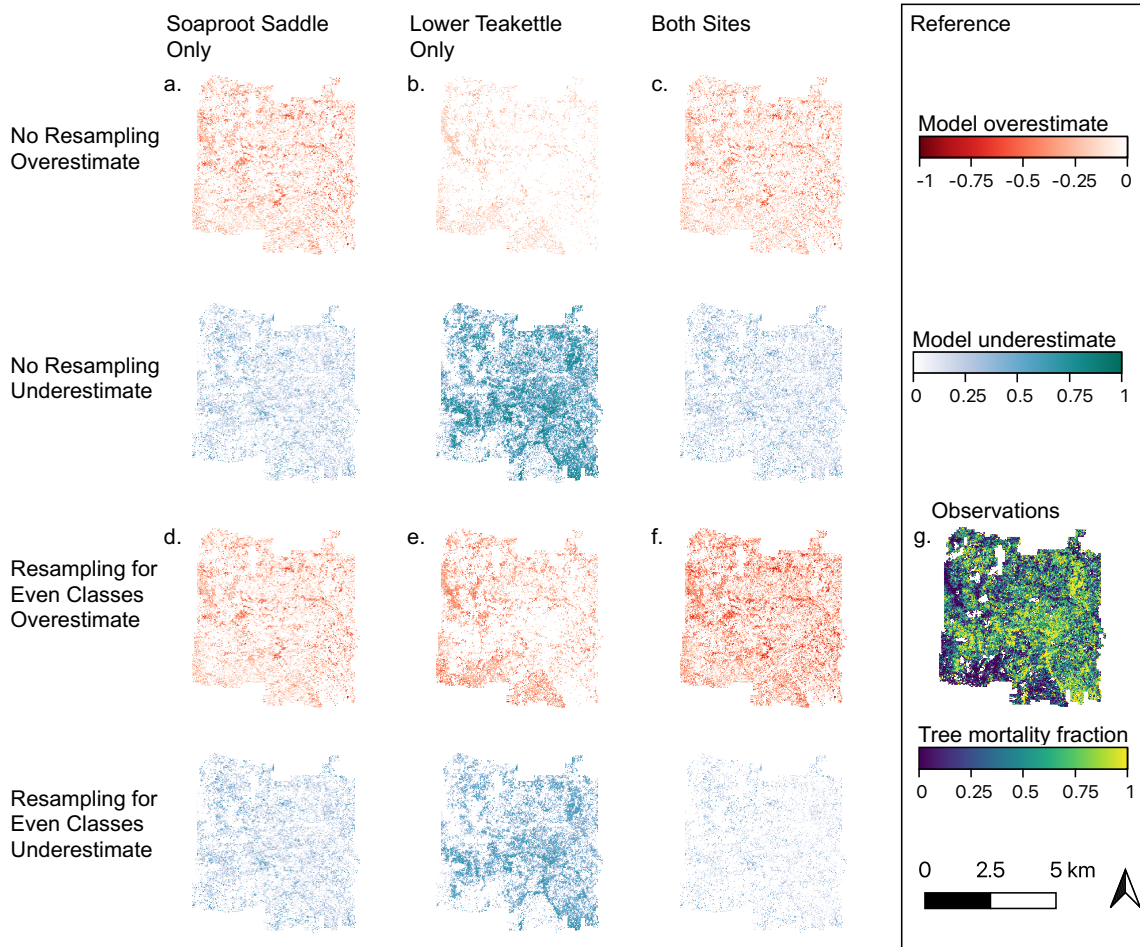 Soaproot Saddle
Only
Lower Teakettle
Only
Both Sites
Reference
a.
b.
c.
No Resampling
Overestimate
Model overestimate
-1 -0.75 -0.5 -0.25 0
No Resampling
Underestimate
Model underestimate
0 0.25 0.5 0.75 1
d.
e.
f.
Resampling for
Even Classes
Overestimate
Observations
g.
Tree mortality fraction
0 0.25 0.5 0.75 1
Resampling for
Even Classes
Underestimate
0 2.5 5 km